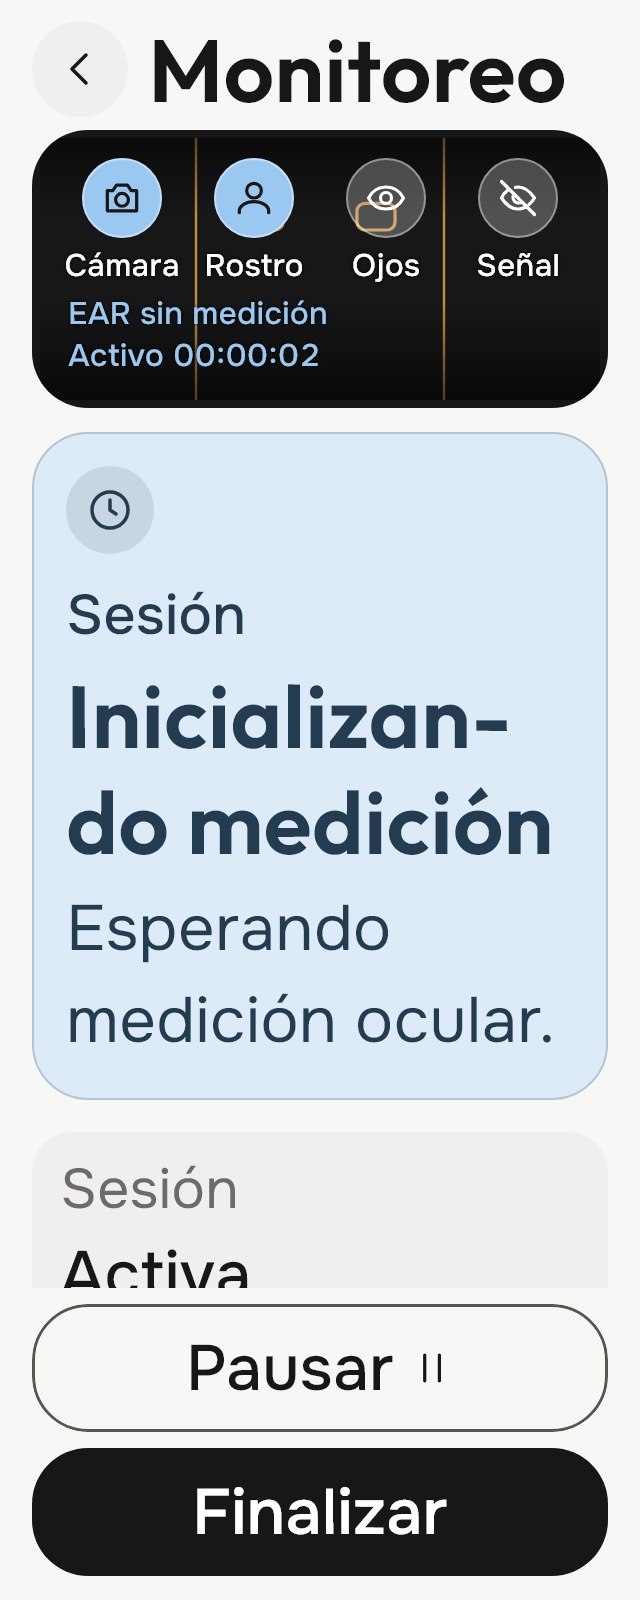 Monitoreo
Cámara Rostro Ojos Señal
EAR sin medición
Activo 00:00:02
Sesión
Inicializan-
do medición
Esperando
medición ocular.
Sesión
Activa
Pausar
Finalizar